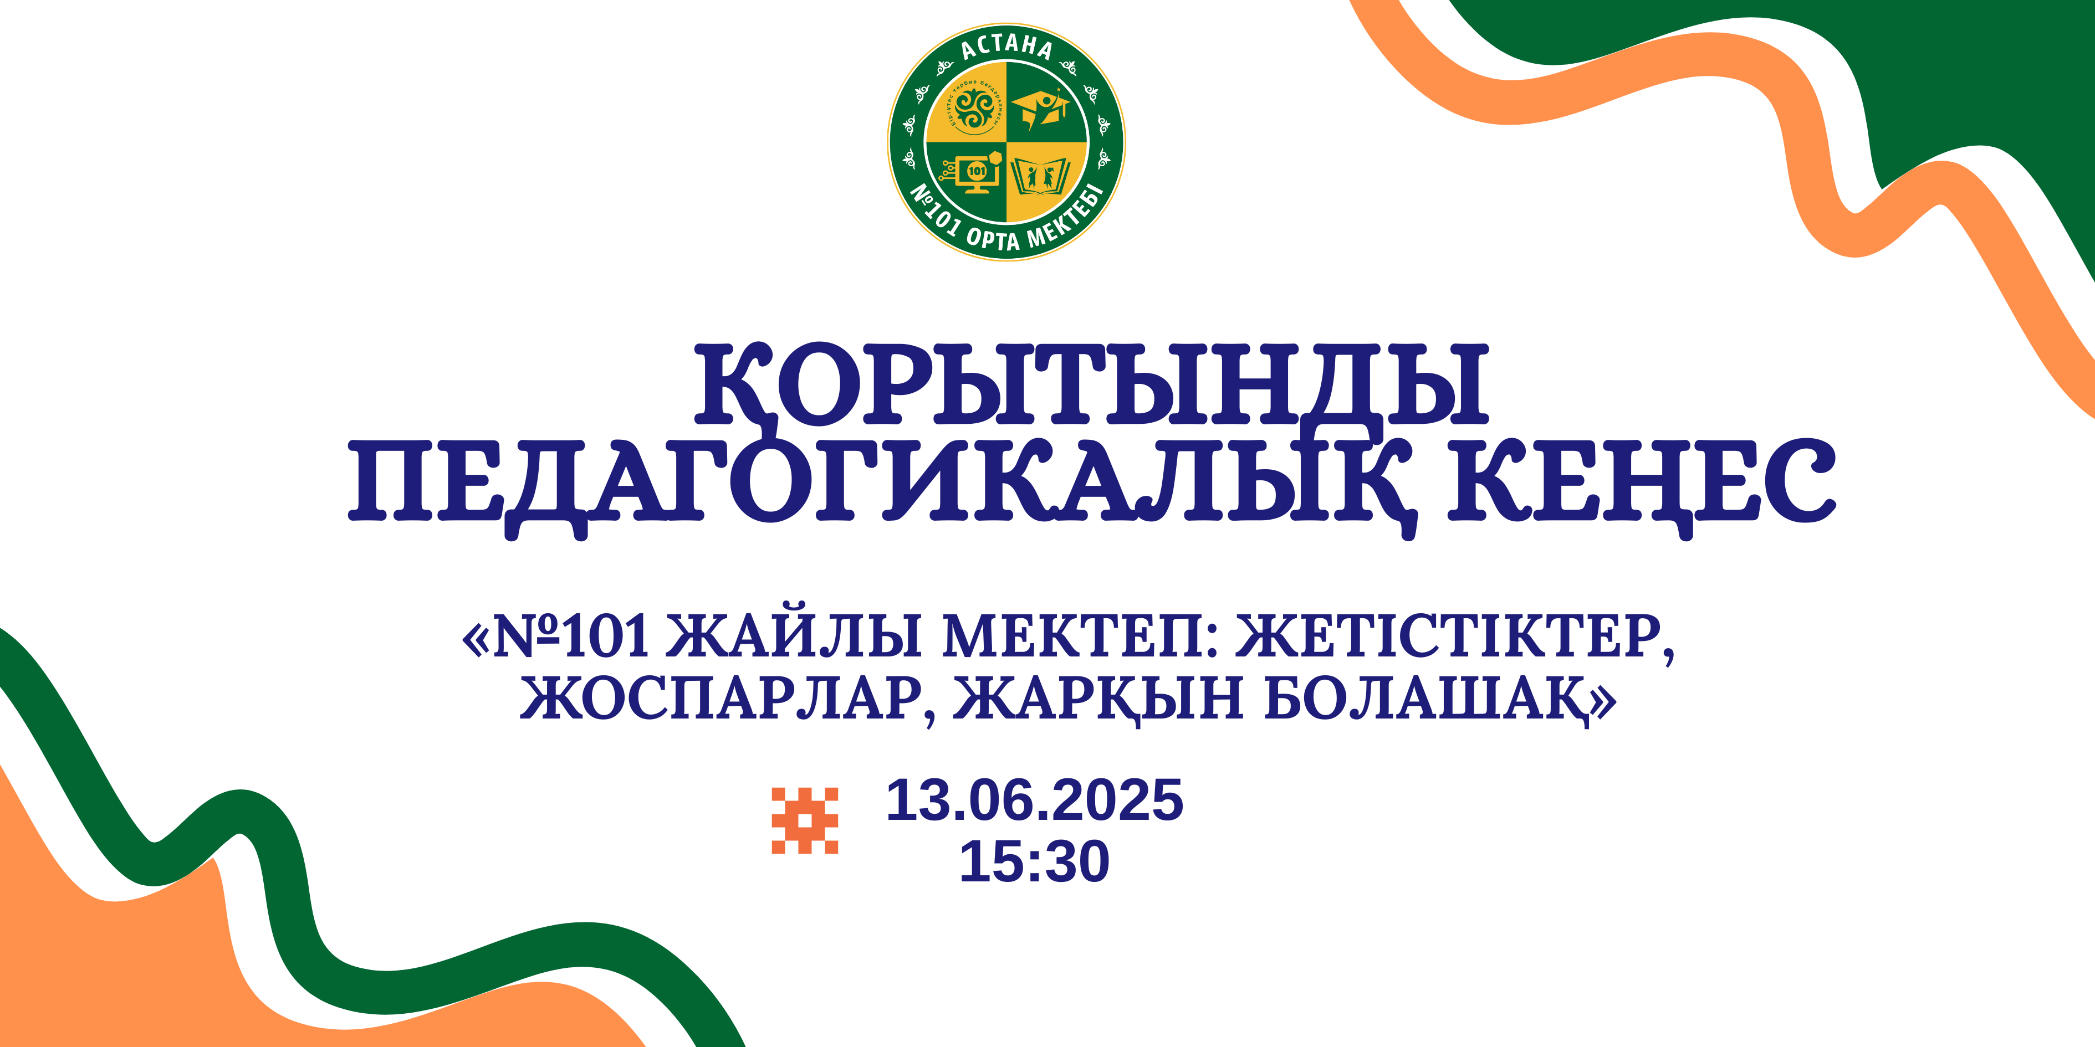 АСТАНА
№101 ОРТА МЕКТЕБІ
101
ҚОРЫТЫНДЫ
ПЕДАГОГИКАЛЫҚ КЕҢЕС
«№101 ЖАЙЛЫ МЕКТЕП: ЖЕТІСТІКТЕР,
ЖОСПАРЛАР, ЖАРҚЫН БОЛАШАҚ»
13.06.2025
15:30